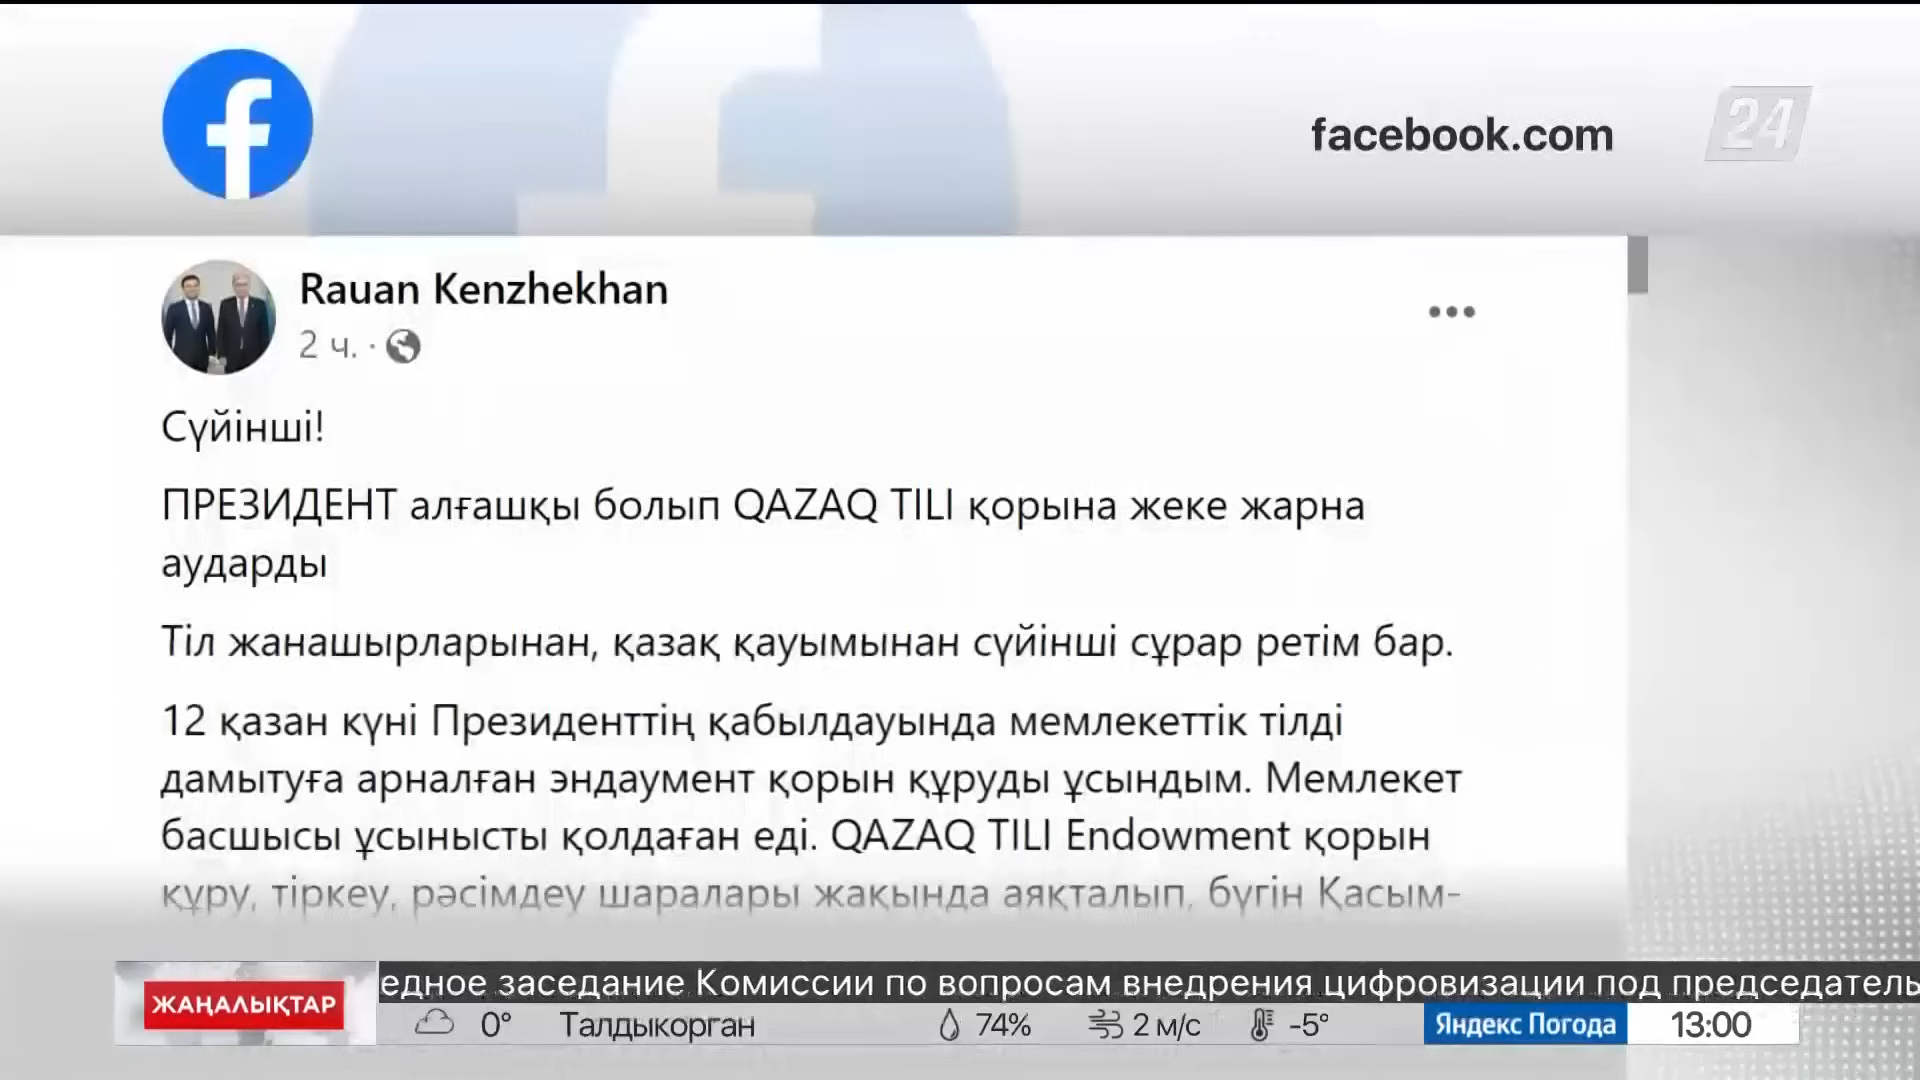 facebook.com
24
Rauan Kenzhekhan
2 ч. ·
Сүйінші!
ПРЕЗИДЕНТ алғашқы болып QAZAQ TILI қорына жеке жарна
аударды
Тіл жанашырларынан, қазақ қауымынан сүйінші сұрар ретім бар.
12 қазан күні Президенттің қабылдауында мемлекеттік тілді
дамытуға арналған эндаумент қорын құруды ұсындым. Мемлекет
басшысы ұсынысты қолдаған еді. QAZAQ TILI Endowment қорын
құру, тіркеу, рәсімдеу шаралары жақында аяқталып, бүгін Қасым-
ЖАҢАЛЫҚТАР
едное заседание Комиссии по вопросам внедрения цифровизации под председатель
0° Талдыкорган 74% 2 м/с -5° Яндекс Погода 13:00